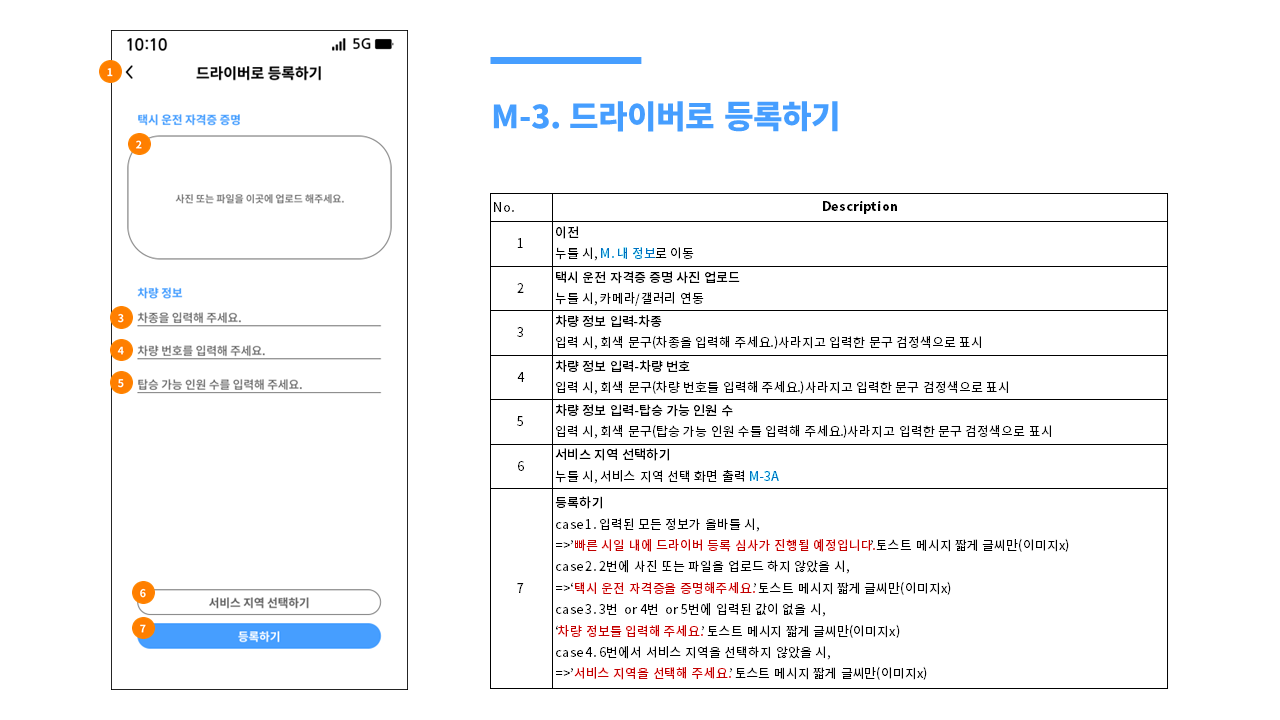 10:10 5G
1 드라이버로 등록하기
택시 운전 자격증 증명
2
사진 또는 파일을 이곳에 업로드 해주세요.
차량 정보
3 차종을 입력해 주세요.
4 차량 번호를 입력해 주세요.
5 탑승 가능 인원 수를 입력해 주세요.
6
서비스 지역 선택하기
7
등록하기
M-3. 드라이버로 등록하기
No. Description
1
이전
누를 시, M. 내 정보로 이동
2
택시 운전 자격증 증명 사진 업로드
누를 시, 카메라/갤러리 연동
3
차량 정보 입력-차종
입력 시, 회색 문구(차종을 입력해 주세요.)사라지고 입력한 문구 검정색으로 표시
4
차량 정보 입력-차량 번호
입력 시, 회색 문구(차량 번호를 입력해 주세요.)사라지고 입력한 문구 검정색으로 표시
5
차량 정보 입력-탑승 가능 인원 수
입력 시, 회색 문구(탑승 가능 인원 수를 입력해 주세요.)사라지고 입력한 문구 검정색으로 표시
6
서비스 지역 선택하기
누를 시, 서비스 지역 선택 화면 출력 M-3A
7
등록하기
case1. 입력된 모든 정보가 올바를 시,
=>'빠른 시일 내에 드라이버 등록 심사가 진행될 예정입니다.'토스트 메시지 짧게 글씨만(이미지x)
case2. 2번에 사진 또는 파일을 업로드 하지 않았을 시,
=>'택시 운전 자격증을 증명해주세요.' 토스트 메시지 짧게 글씨만(이미지x)
case3. 3번 or 4번 or 5번에 입력된 값이 없을 시,
'차량 정보를 입력해 주세요.' 토스트 메시지 짧게 글씨만(이미지x)
case4. 6번에서 서비스 지역을 선택하지 않았을 시,
=>'서비스 지역을 선택해 주세요.' 토스트 메시지 짧게 글씨만(이미지x)